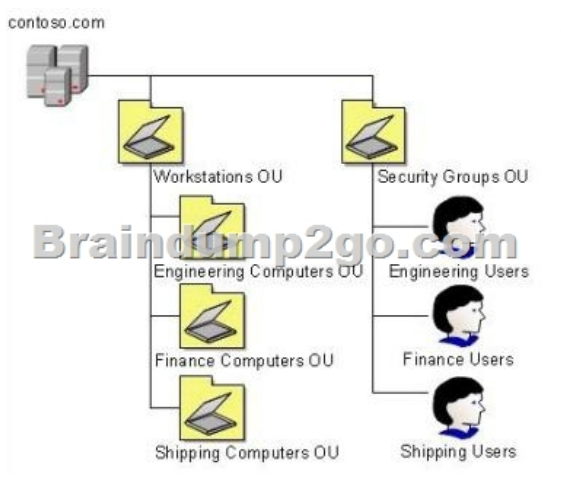 contoso.com
Workstations OU
Security Groups OU
Braindump2go.com
Engineering Computers OU
Engineering Users
Finance Computers OU
Finance Users
Shipping Computers OU
Shipping Users